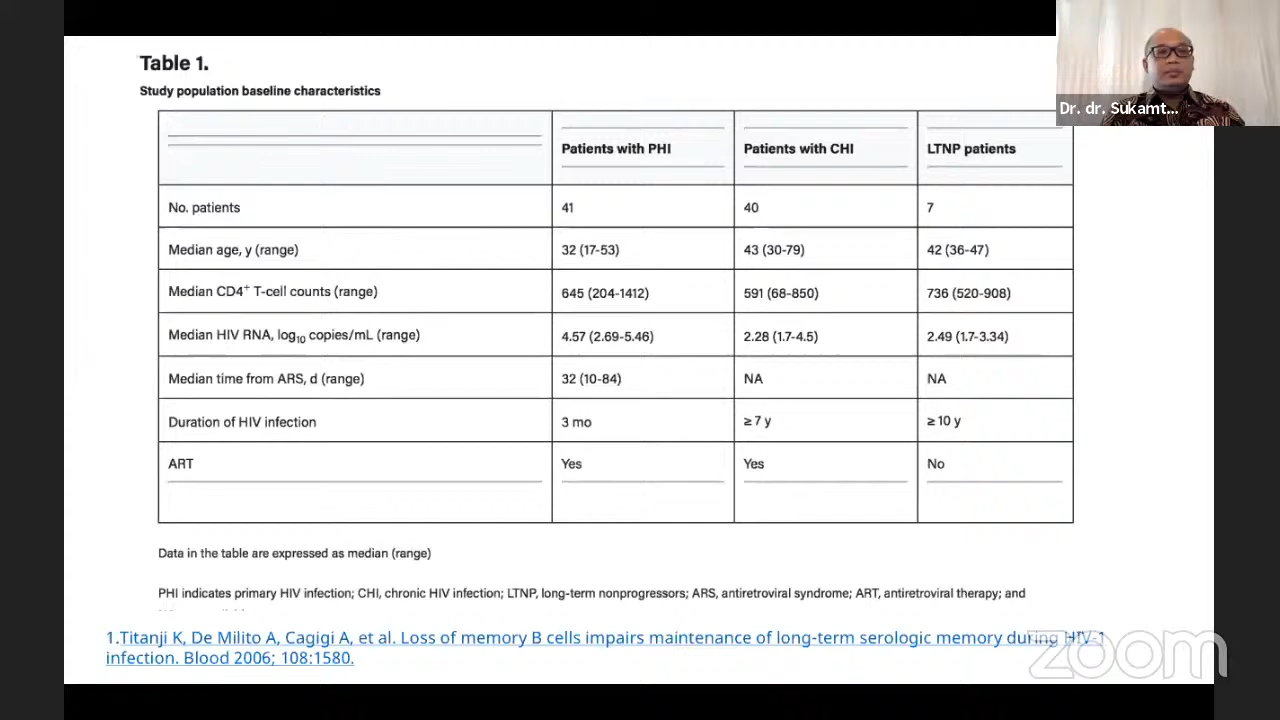 Table 1.
Study population baseline characteristics
Patients with PHI Patients with CHI LTNP patients
No. patients 41 40 7
Median age, y (range) 32 (17-53) 43 (30-79) 42 (36-47)
Median CD4+ T-cell counts (range) 645 (204-1412) 591 (68-850) 736 (520-908)
Median HIV RNA, log10 copies/mL (range) 4.57 (2.69-5.46) 2.28 (1.7-4.5) 2.49 (1.7-3.34)
Median time from ARS, d (range) 32 (10-84) NA NA
Duration of HIV infection 3 mo ≥ 7 y ≥ 10 y
ART Yes Yes No
Data in the table are expressed as median (range)
PHI indicates primary HIV infection; CHI, chronic HIV infection; LTNP, long-term nonprogressors; ARS, antiretroviral syndrome; ART, antiretroviral therapy; and
1.Titanji K, De Milito A, Cagigi A, et al. Loss of memory B cells impairs maintenance of long-term serologic memory during HIV-1
infection. Blood 2006; 108:1580.
Dr. dr. Sukamt...
zoom